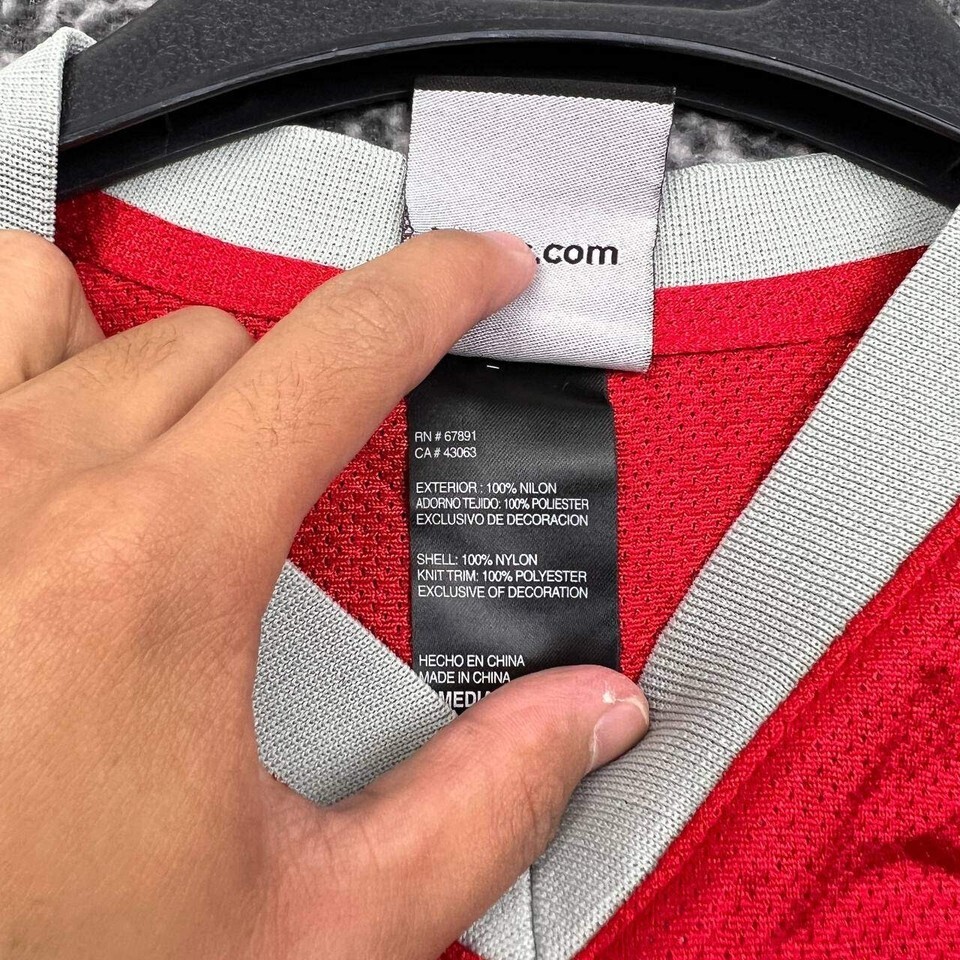 .com
RN # 67891
CA # 43063
EXTERIOR : 100% NILON
ADORNO TEJIDO: 100% POLIESTER
EXCLUSIVO DE DECORACION
SHELL: 100% NYLON
KNIT TRIM: 100% POLYESTER
EXCLUSIVE OF DECORATION
HECHO EN CHINA
MADE IN CHINA